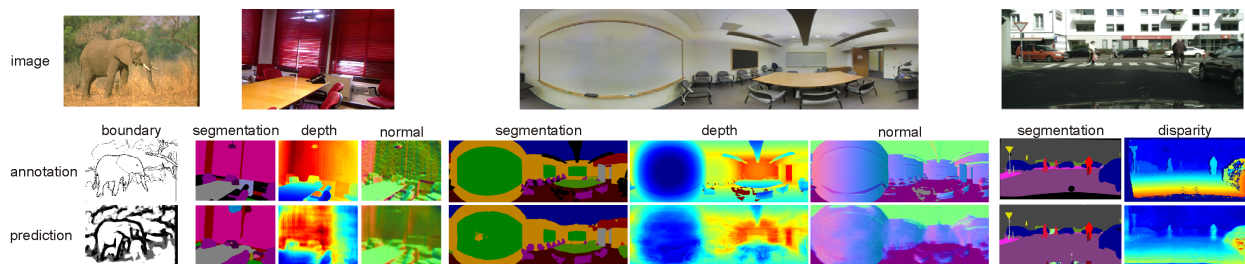 image
boundary segmentation depth normal segmentation depth normal segmentation disparity
annotation
prediction